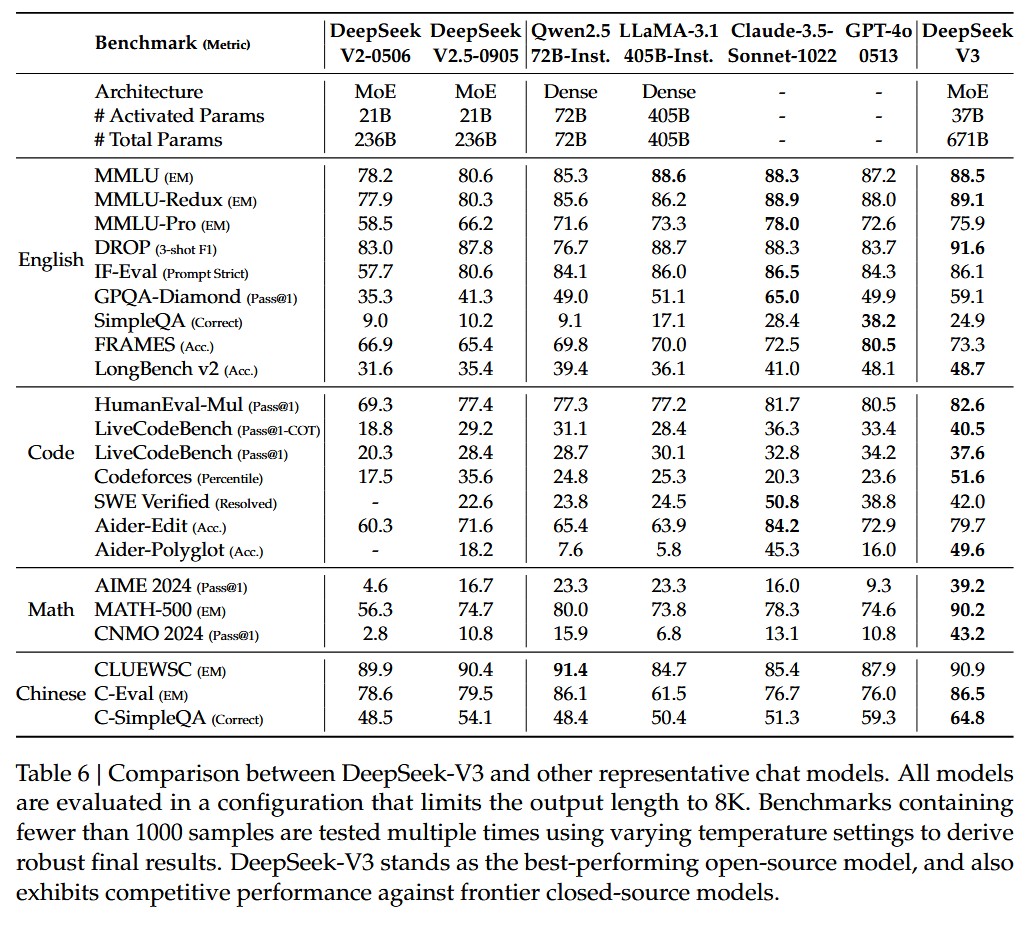 Benchmark (Metric) DeepSeek DeepSeek Qwen2.5 LLaMA-3.1 Claude-3.5- GPT-4o DeepSeek
V2-0506 V2.5-0905 72B-Inst. 405B-Inst. Sonnet-1022 0513 V3
Architecture MoE MoE Dense Dense - - MoE
# Activated Params 21B 21B 72B 405B - - 37B
# Total Params 236B 236B 72B 405B - - 671B
English
MMLU (EM) 78.2 80.6 85.3 88.6 88.3 87.2 88.5
MMLU-Redux (EM) 77.9 80.3 85.6 86.2 88.9 88.0 89.1
MMLU-Pro (EM) 58.5 66.2 71.6 73.3 78.0 72.6 75.9
DROP (3-shot F1) 83.0 87.8 76.7 88.7 88.3 83.7 91.6
IF-Eval (Prompt Strict) 57.7 80.6 84.1 86.0 86.5 84.3 86.1
GPQA-Diamond (Pass@1) 35.3 41.3 49.0 51.1 65.0 49.9 59.1
SimpleQA (Correct) 9.0 10.2 9.1 17.1 28.4 38.2 24.9
FRAMES (Acc.) 66.9 65.4 69.8 70.0 72.5 80.5 73.3
LongBench v2 (Acc.) 31.6 35.4 39.4 36.1 41.0 48.1 48.7
Code
HumanEval-Mul (Pass@1) 69.3 77.4 77.3 77.2 81.7 80.5 82.6
LiveCodeBench (Pass@1-COT) 18.8 29.2 31.1 28.4 36.3 33.4 40.5
LiveCodeBench (Pass@1) 20.3 28.4 28.7 30.1 32.8 34.2 37.6
Codeforces (Percentile) 17.5 35.6 24.8 25.3 20.3 23.6 51.6
SWE Verified (Resolved) - 22.6 23.8 24.5 50.8 38.8 42.0
Aider-Edit (Acc.) 60.3 71.6 65.4 63.9 84.2 72.9 79.7
Aider-Polyglot (Acc.) - 18.2 7.6 5.8 45.3 16.0 49.6
Math
AIME 2024 (Pass@1) 4.6 16.7 23.3 23.3 16.0 9.3 39.2
MATH-500 (EM) 56.3 74.7 80.0 73.8 78.3 74.6 90.2
CNMO 2024 (Pass@1) 2.8 10.8 15.9 6.8 13.1 10.8 43.2
Chinese
CLUEWSC (EM) 89.9 90.4 91.4 84.7 85.4 87.9 90.9
C-Eval (EM) 78.6 79.5 86.1 61.5 76.7 76.0 86.5
C-SimpleQA (Correct) 48.5 54.1 48.4 50.4 51.3 59.3 64.8
Table 6 | Comparison between DeepSeek-V3 and other representative chat models. All models
are evaluated in a configuration that limits the output length to 8K. Benchmarks containing
fewer than 1000 samples are tested multiple times using varying temperature settings to derive
robust final results. DeepSeek-V3 stands as the best-performing open-source model, and also
exhibits competitive performance against frontier closed-source models.